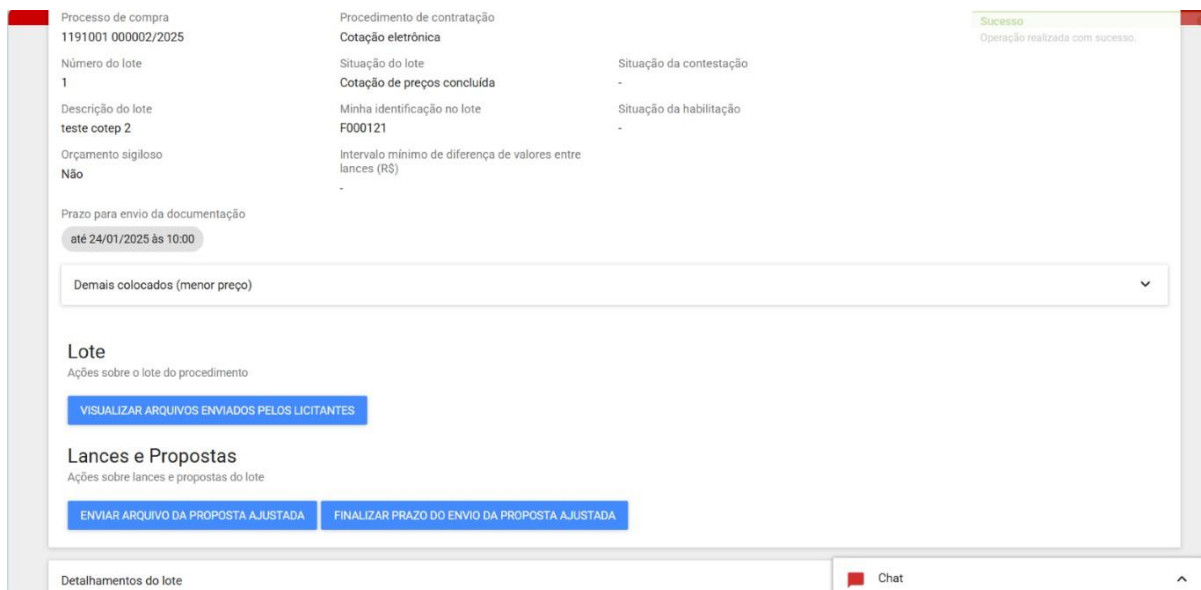 Processo de compra
1191001 000002/2025
Procedimento de contratação
Cotação eletrônica
Sucesso
Operação realizada com sucesso.
Número do lote
1
Situação do lote
Cotação de preços concluída
Situação da contestação
-
Descrição do lote
teste cotep 2
Minha identificação no lote
F000121
Situação da habilitação
-
Orçamento sigiloso
Não
Intervalo mínimo de diferença de valores entre
lances (R$)
-
Prazo para envio da documentação
até 24/01/2025 às 10:00
Demais colocados (menor preço)
Lote
Ações sobre o lote do procedimento
VISUALIZAR ARQUIVOS ENVIADOS PELOS LICITANTES
Lances e Propostas
Ações sobre lances e propostas do lote
ENVIAR ARQUIVO DA PROPOSTA AJUSTADA
FINALIZAR PRAZO DO ENVIO DA PROPOSTA AJUSTADA
Detalhamentos do lote
Chat